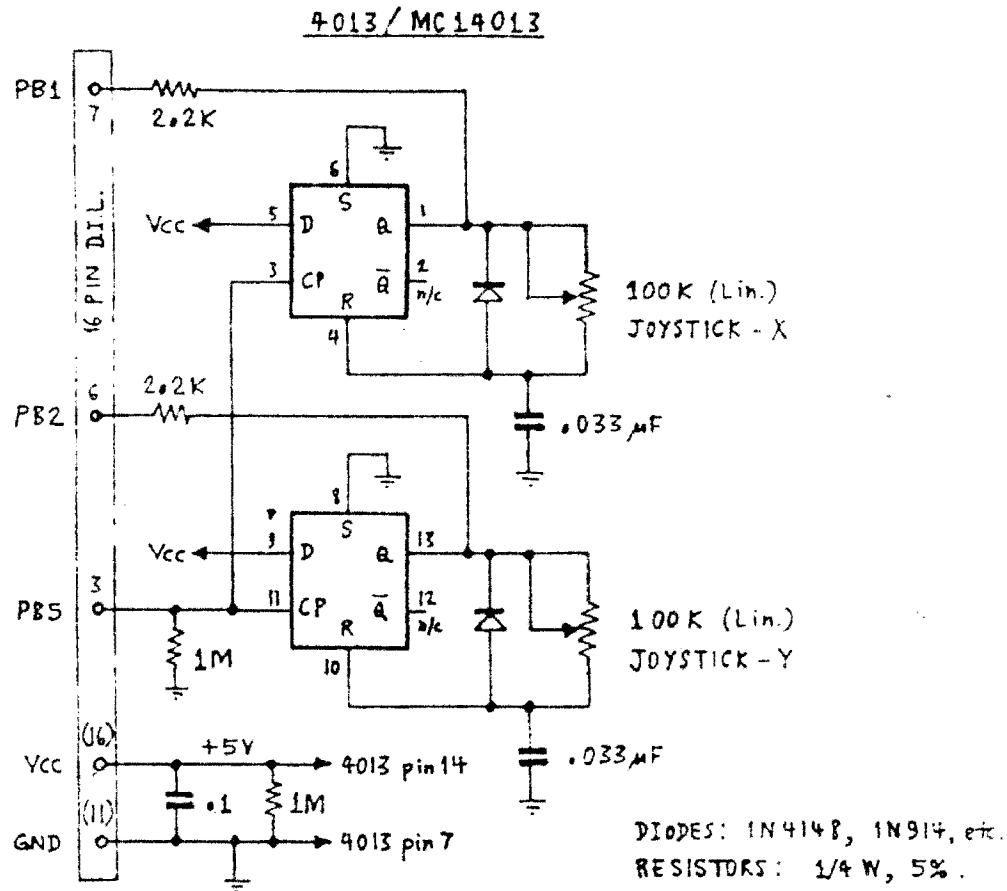 4013/MC14013
PB1
7
2.2K
16 PIN D.I.L.
6
S
Vcc
5
D
Q
1
3
CP
Q̅
2
n/c
R
4
100K (Lin.)
JOYSTICK-X
.033µF
PB2
6
2.2K
8
S
Vcc
9
D
Q
13
PB5
3
11
CP
Q̅
12
n/c
R
10
1M
100K (Lin.)
JOYSTICK-Y
.033µF
VCC
(16)
+5V
4013 pin 14
.1
1M
GND
(11)
4013 pin 7
DIODES: 1N4148, 1N914, etc.
RESISTORS: 1/4 W, 5%.